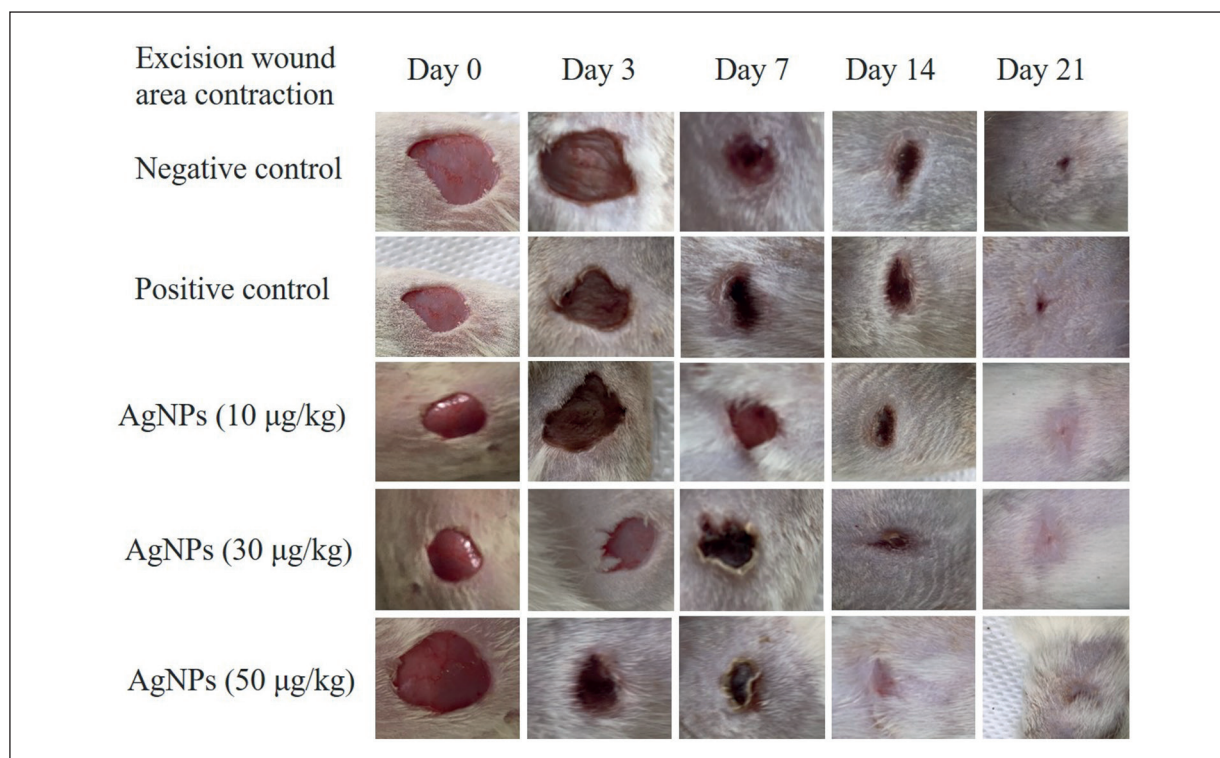 Excision wound
area contraction
Day 0
Day 3
Day 7
Day 14
Day 21
Negative control
Positive control
AgNPs (10 μg/kg)
AgNPs (30 μg/kg)
AgNPs (50 μg/kg)